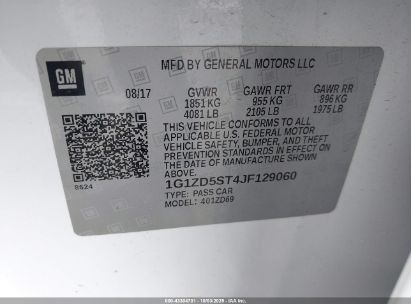 MFD BY GENERAL MOTORS LLC
GM
08/17 GVWR GAWR FRT GAWR RR
1851 KG 955 KG 896 KG
4081 LB 2105 LB 1975 LB
THIS VEHICLE CONFORMS TO ALL
APPLICABLE U.S. FEDERAL MOTOR
VEHICLE SAFETY, BUMPER, AND THEFT
PREVENTION STANDARDS IN EFFECT ON
THE DATE OF MANUFACTURE SHOWN
ABOVE.
1G1ZD5ST4JF129060
TYPE: PASS CAR
MODEL: 401ZD69
8624